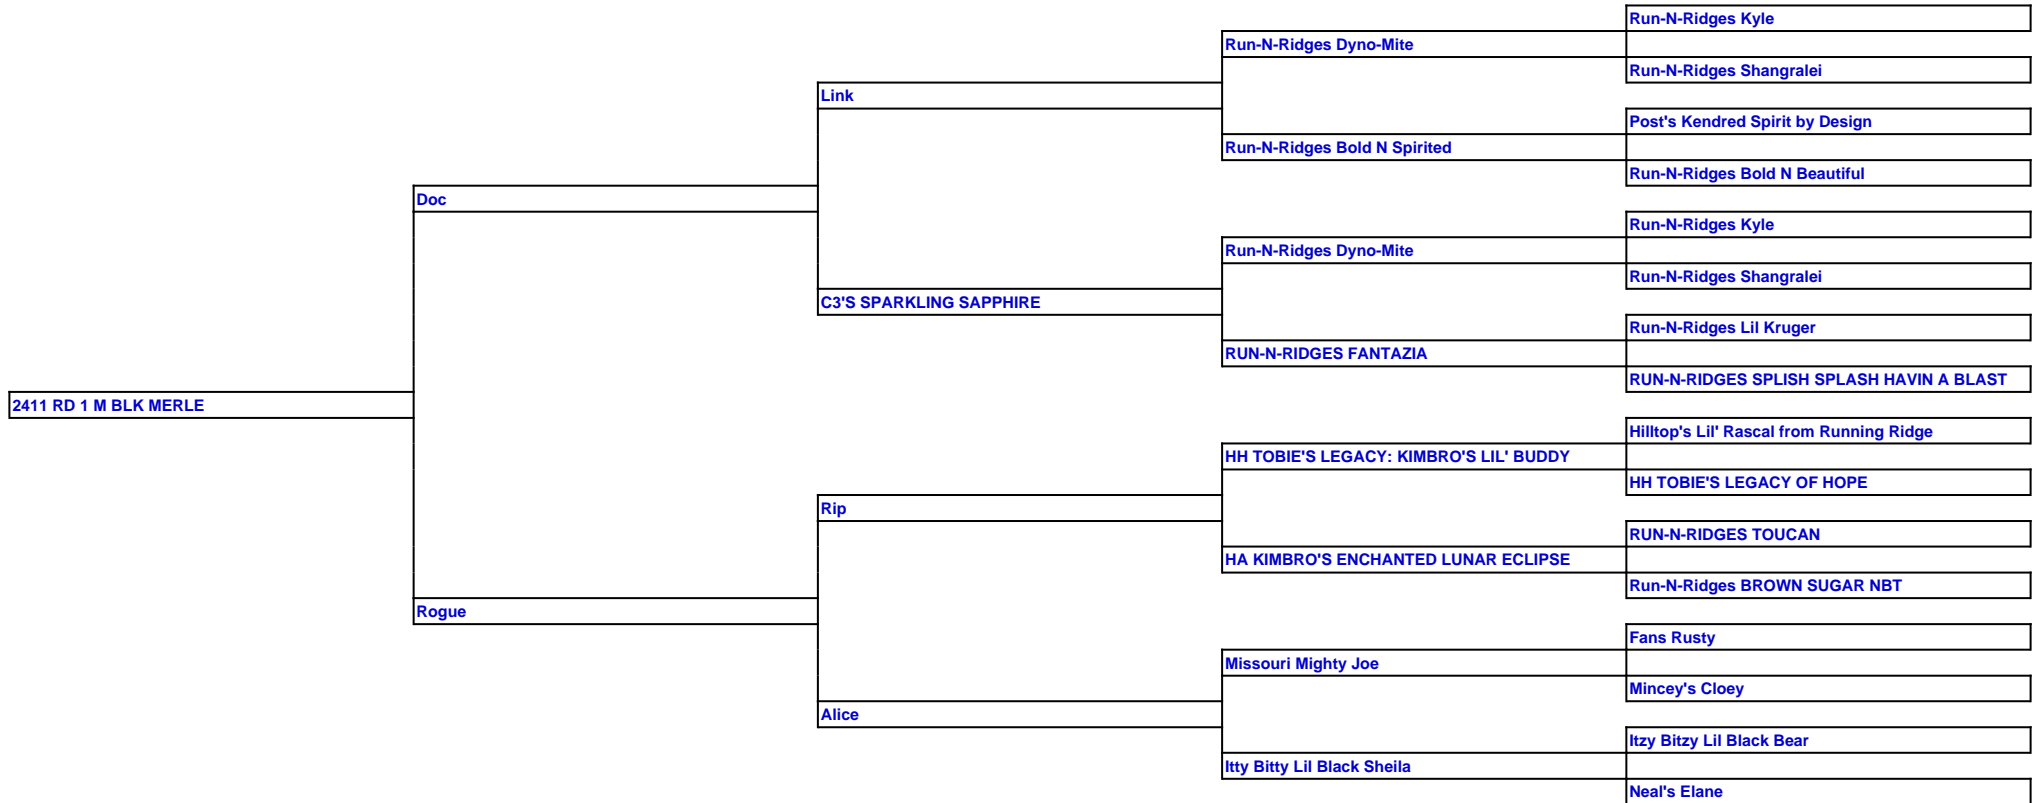 Run-N-Ridges Kyle
Run-N-Ridges Dyno-Mite
Run-N-Ridges Shangralei
Link
Post's Kendred Spirit by Design
Run-N-Ridges Bold N Spirited
Run-N-Ridges Bold N Beautiful
Doc
Run-N-Ridges Kyle
Run-N-Ridges Dyno-Mite
Run-N-Ridges Shangralei
C3'S SPARKLING SAPPHIRE
Run-N-Ridges Lil Kruger
RUN-N-RIDGES FANTAZIA
RUN-N-RIDGES SPLISH SPLASH HAVIN A BLAST
2411 RD 1 M BLK MERLE
Hilltop's Lil' Rascal from Running Ridge
HH TOBIE'S LEGACY: KIMBRO'S LIL' BUDDY
HH TOBIE'S LEGACY OF HOPE
Rip
RUN-N-RIDGES TOUCAN
HA KIMBRO'S ENCHANTED LUNAR ECLIPSE
Run-N-Ridges BROWN SUGAR NBT
Rogue
Fans Rusty
Missouri Mighty Joe
Mincey's Cloey
Alice
Itzy Bitzy Lil Black Bear
Itty Bitty Lil Black Sheila
Neal's Elane